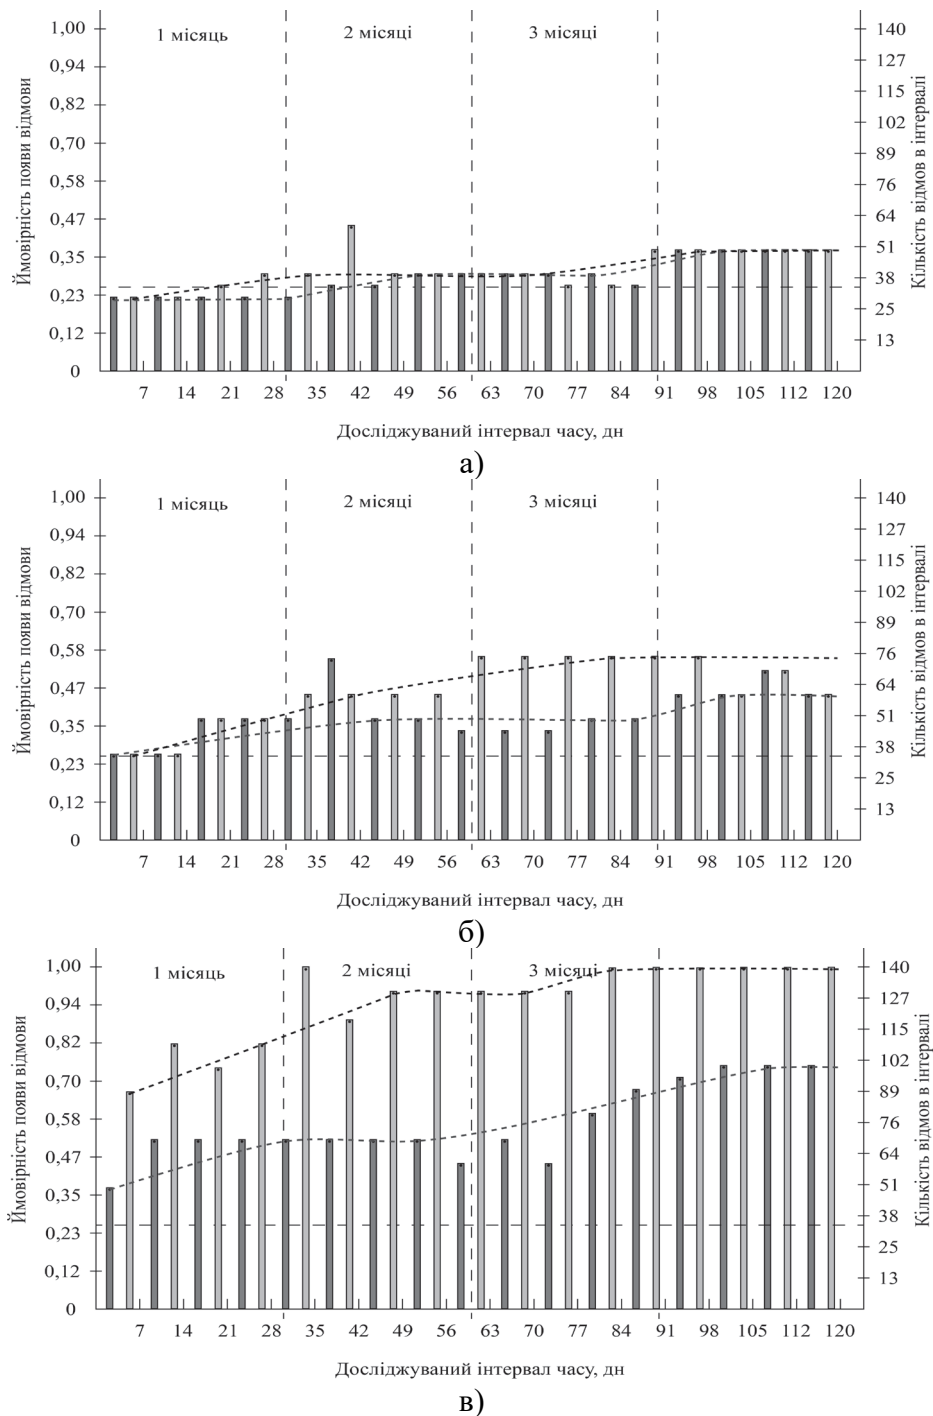 1,00 1 місяць 2 місяці 3 місяці 140
0,94 127
0,82 115
0,70 102
0,58 89
0,47 76
0,35 64
0,23 51
0,12 38
0 25
13
Ймовірність появи відмови
Кількість відмов в інтервалі
7 14 21 28 35 42 49 56 63 70 77 84 91 98 105 112 120
Досліджуваний інтервал часу, дн
а)
1,00 1 місяць 2 місяці 3 місяці 140
0,94 127
0,82 115
0,70 102
0,58 89
0,47 76
0,35 64
0,23 51
0,12 38
0 25
13
Ймовірність появи відмови
Кількість відмов в інтервалі
7 14 21 28 35 42 49 56 63 70 77 84 91 98 105 112 120
Досліджуваний інтервал часу, дн
б)
1,00 1 місяць 2 місяці 3 місяці 140
0,94 127
0,82 115
0,70 102
0,58 89
0,47 76
0,35 64
0,23 51
0,12 38
0 25
13
Ймовірність появи відмови
Кількість відмов в інтервалі
7 14 21 28 35 42 49 56 63 70 77 84 91 98 105 112 120
Досліджуваний інтервал часу, дн
в)